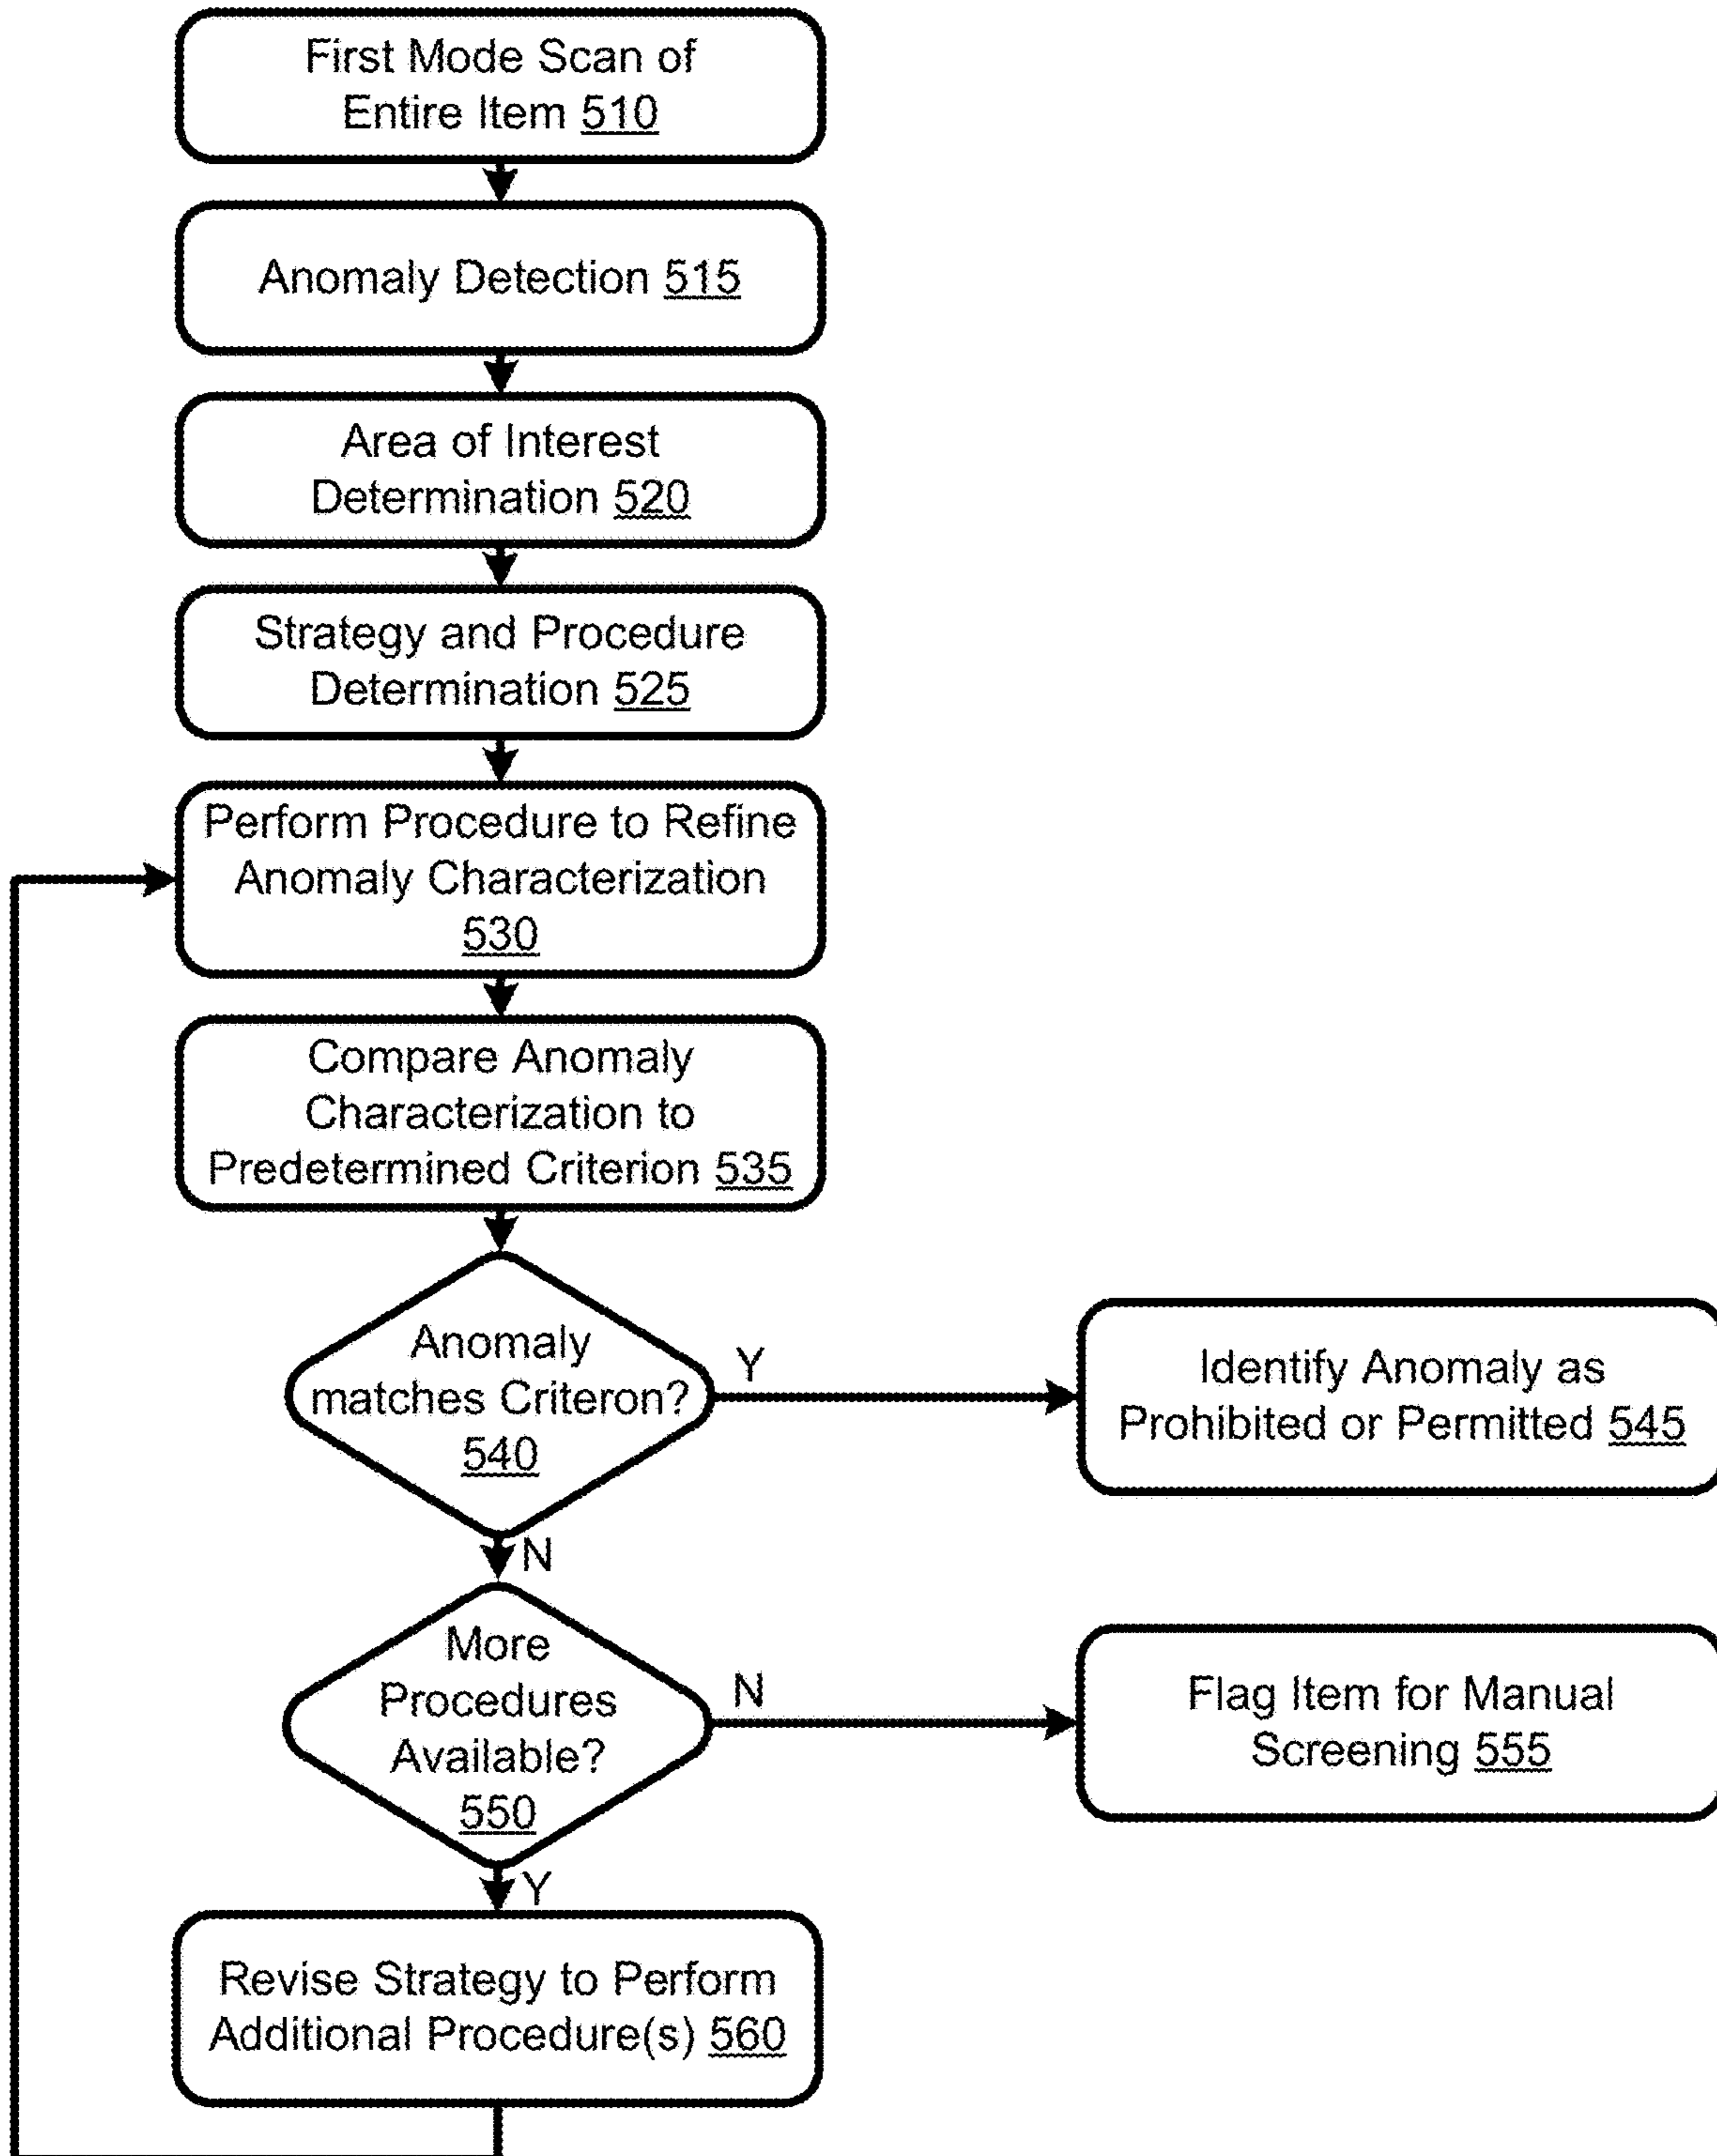 First Mode Scan of
Entire Item 510
Anomaly Detection 515
Area of Interest
Determination 520
Strategy and Procedure
Determination 525
Perform Procedure to Refine
Anomaly Characterization
530
Compare Anomaly
Characterization to
Predetermined Criterion 535
Anomaly
matches Criteron?
540
Y
Identify Anomaly as
Prohibited or Permitted 545
N
More
Procedures
Available?
550
N
Flag Item for Manual
Screening 555
Y
Revise Strategy to Perform
Additional Procedure(s) 560